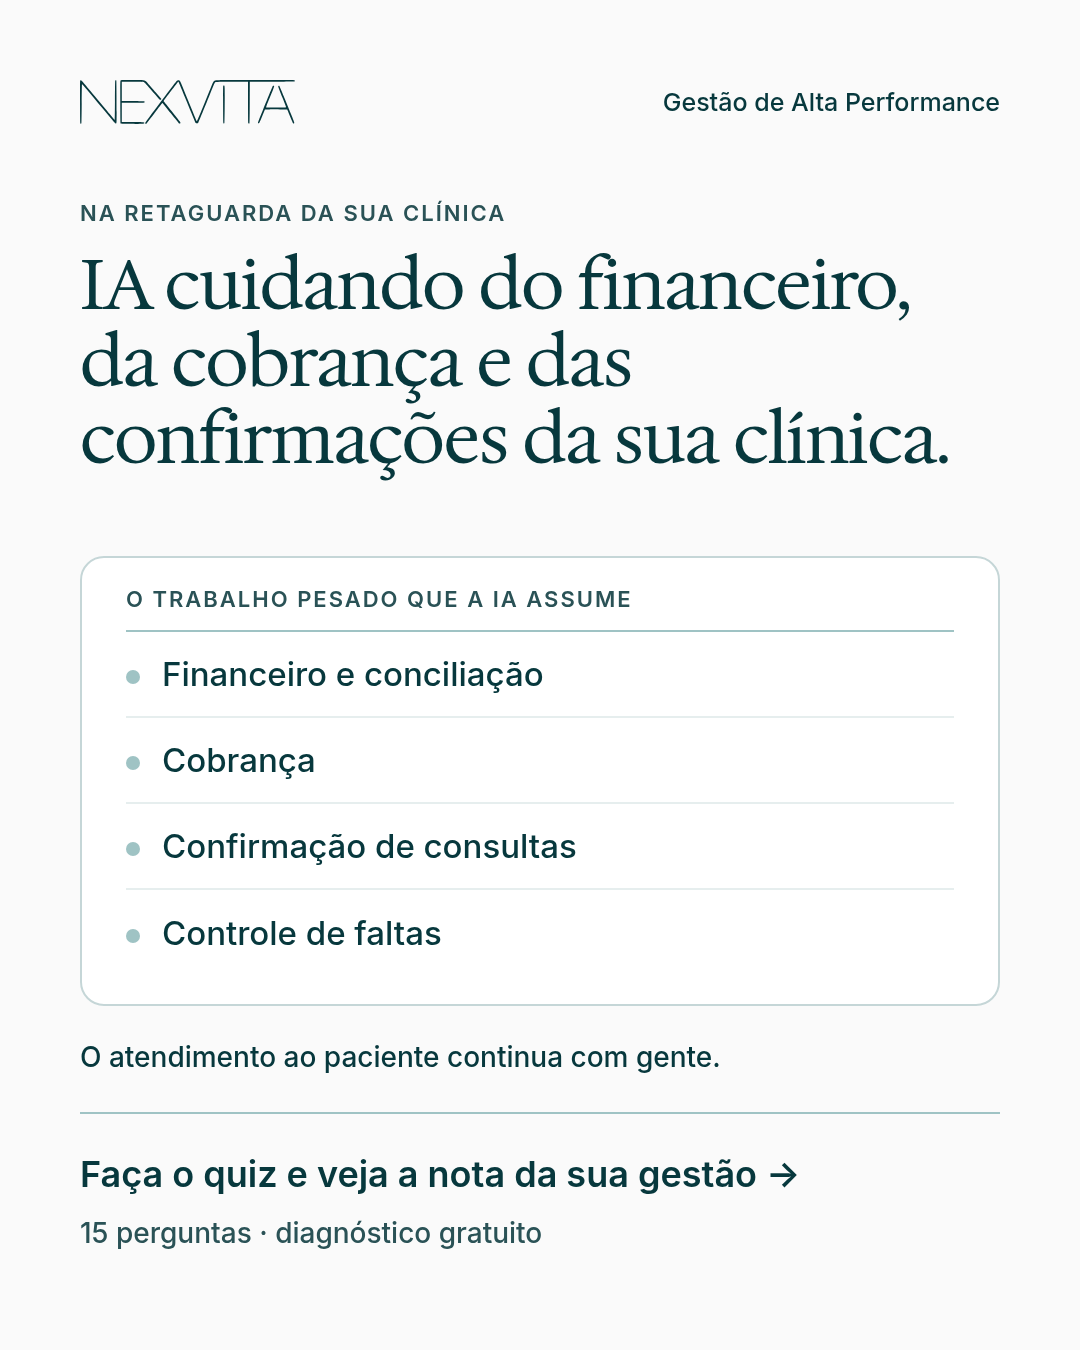 NEXVITA
Gestão de Alta Performance
NA RETAGUARDA DA SUA CLÍNICA
IA cuidando do financeiro,
da cobrança e das
confirmações da sua clínica.
O TRABALHO PESADO QUE A IA ASSUME
Financeiro e conciliação
Cobrança
Confirmação de consultas
Controle de faltas
O atendimento ao paciente continua com gente.
Faça o quiz e veja a nota da sua gestão →
15 perguntas · diagnóstico gratuito